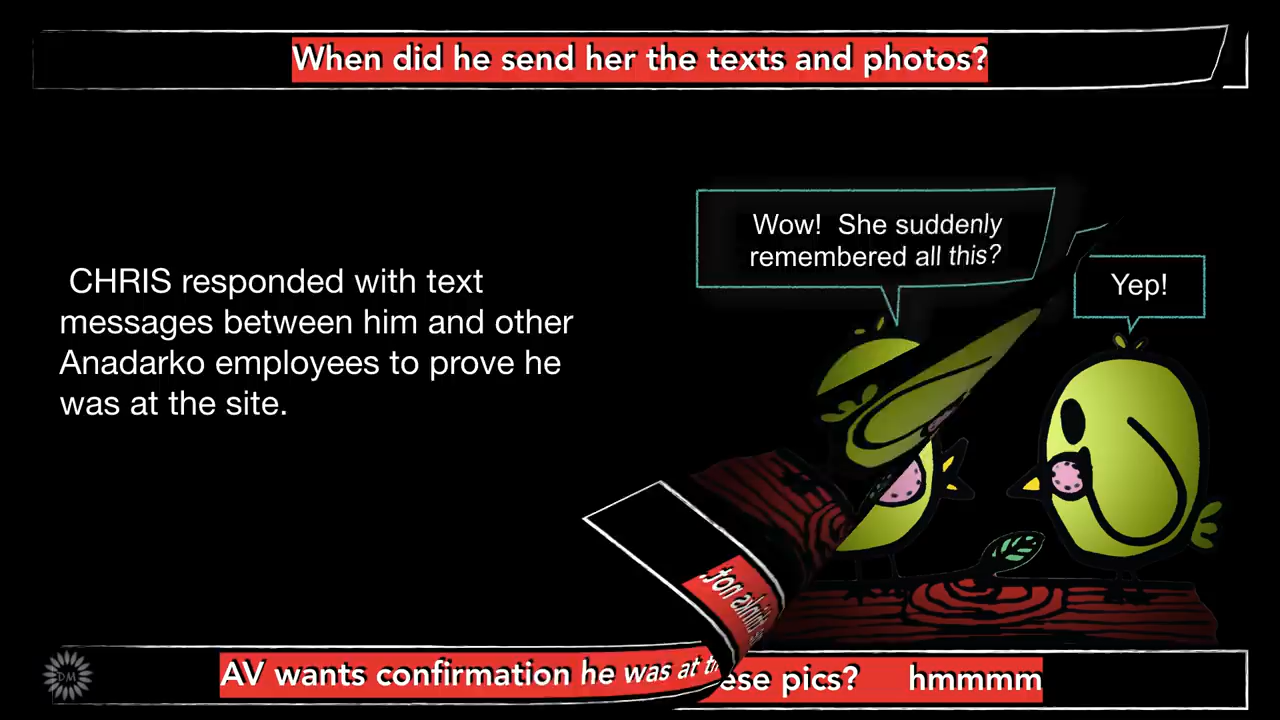 When did he send her the texts and photos?
Wow! She suddenly
remembered all this?
Yep!
CHRIS responded with text
messages between him and other
Anadarko employees to prove he
was at the site.
not.
AV wants confirmation he was at
ese pics? hmmmm
DM